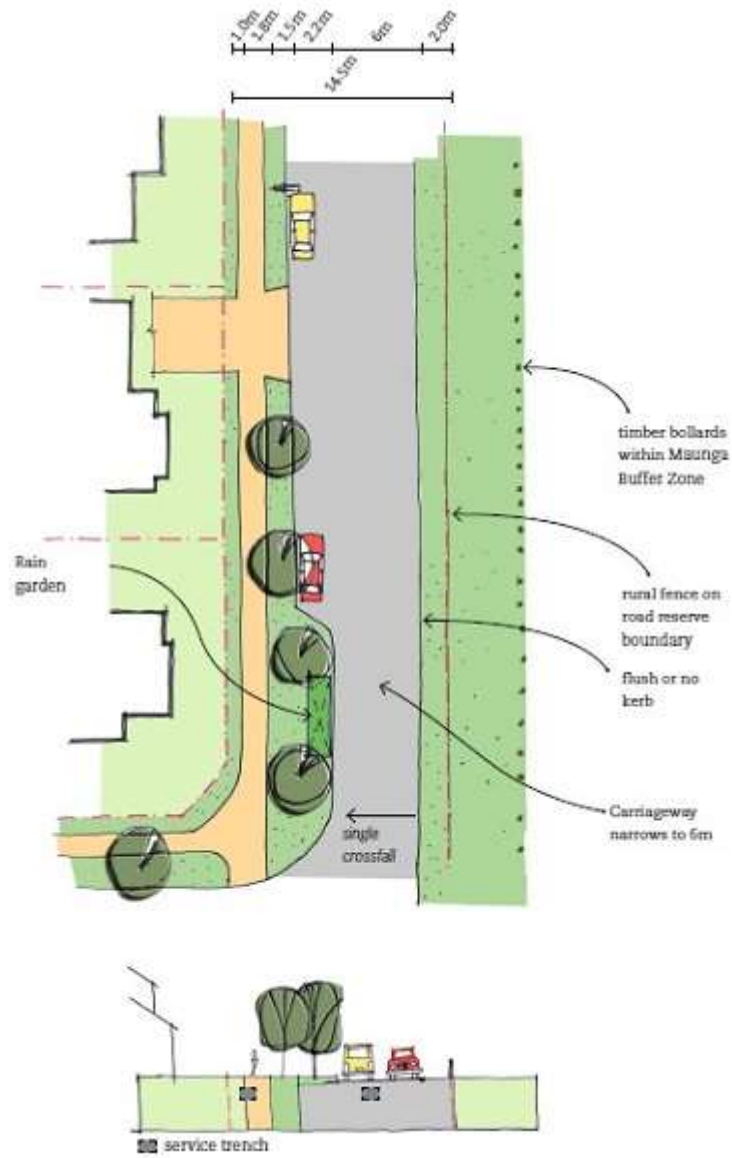 1.0m 1.8m 1.5m 2.2m 6m 2.0m
14.5m
timber bollards
within Maunga
Buffer Zone
Rain
garden
rural fence on
road reserve
boundary
flush or no
kerb
Carriageway
narrows to 6m
single
crossfall
service trench